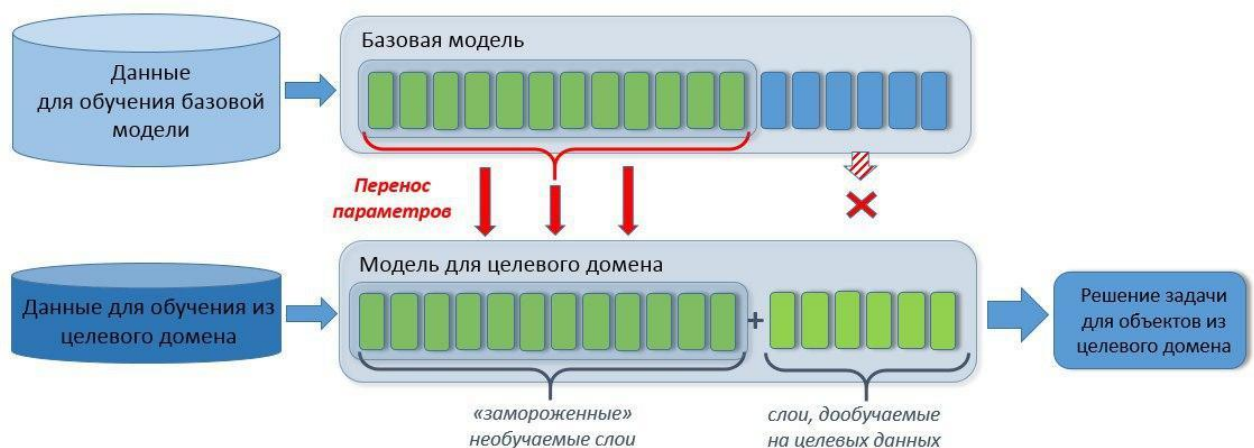 Данные
для обучения базовой
модели
Базовая модель
Перенос
параметров
Данные для обучения из
целевого домена
Модель для целевого домена
+
Решение задачи
для объектов из
целевого домена
«замороженные»
необучаемые слои
слои, дообучаемые
на целевых данных